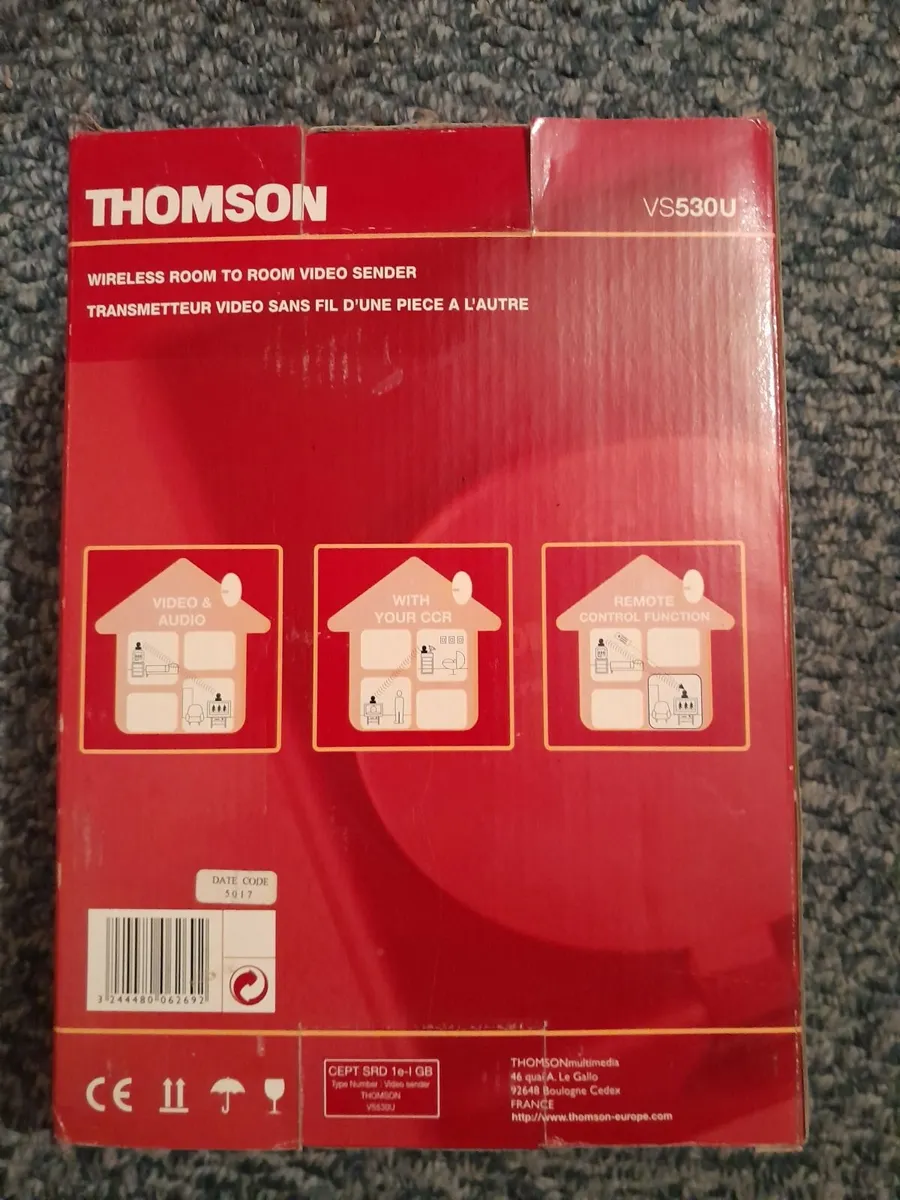 THOMSON
VS530U
WIRELESS ROOM TO ROOM VIDEO SENDER
TRANSMETTEUR VIDEO SANS FIL D'UNE PIECE A L'AUTRE
VIDEO &
AUDIO
WITH
YOUR CCR
REMOTE
CONTROL FUNCTION
DATE CODE
5017
3 244480 062692
CE
CEPT SRD 1e-I GB
Type Number : Video sender
THOMSON
VS530U
THOMSONmultimedia
46 quai A. Le Gallo
92648 Boulogne Cedex
FRANCE
http://www.thomson-europe.com